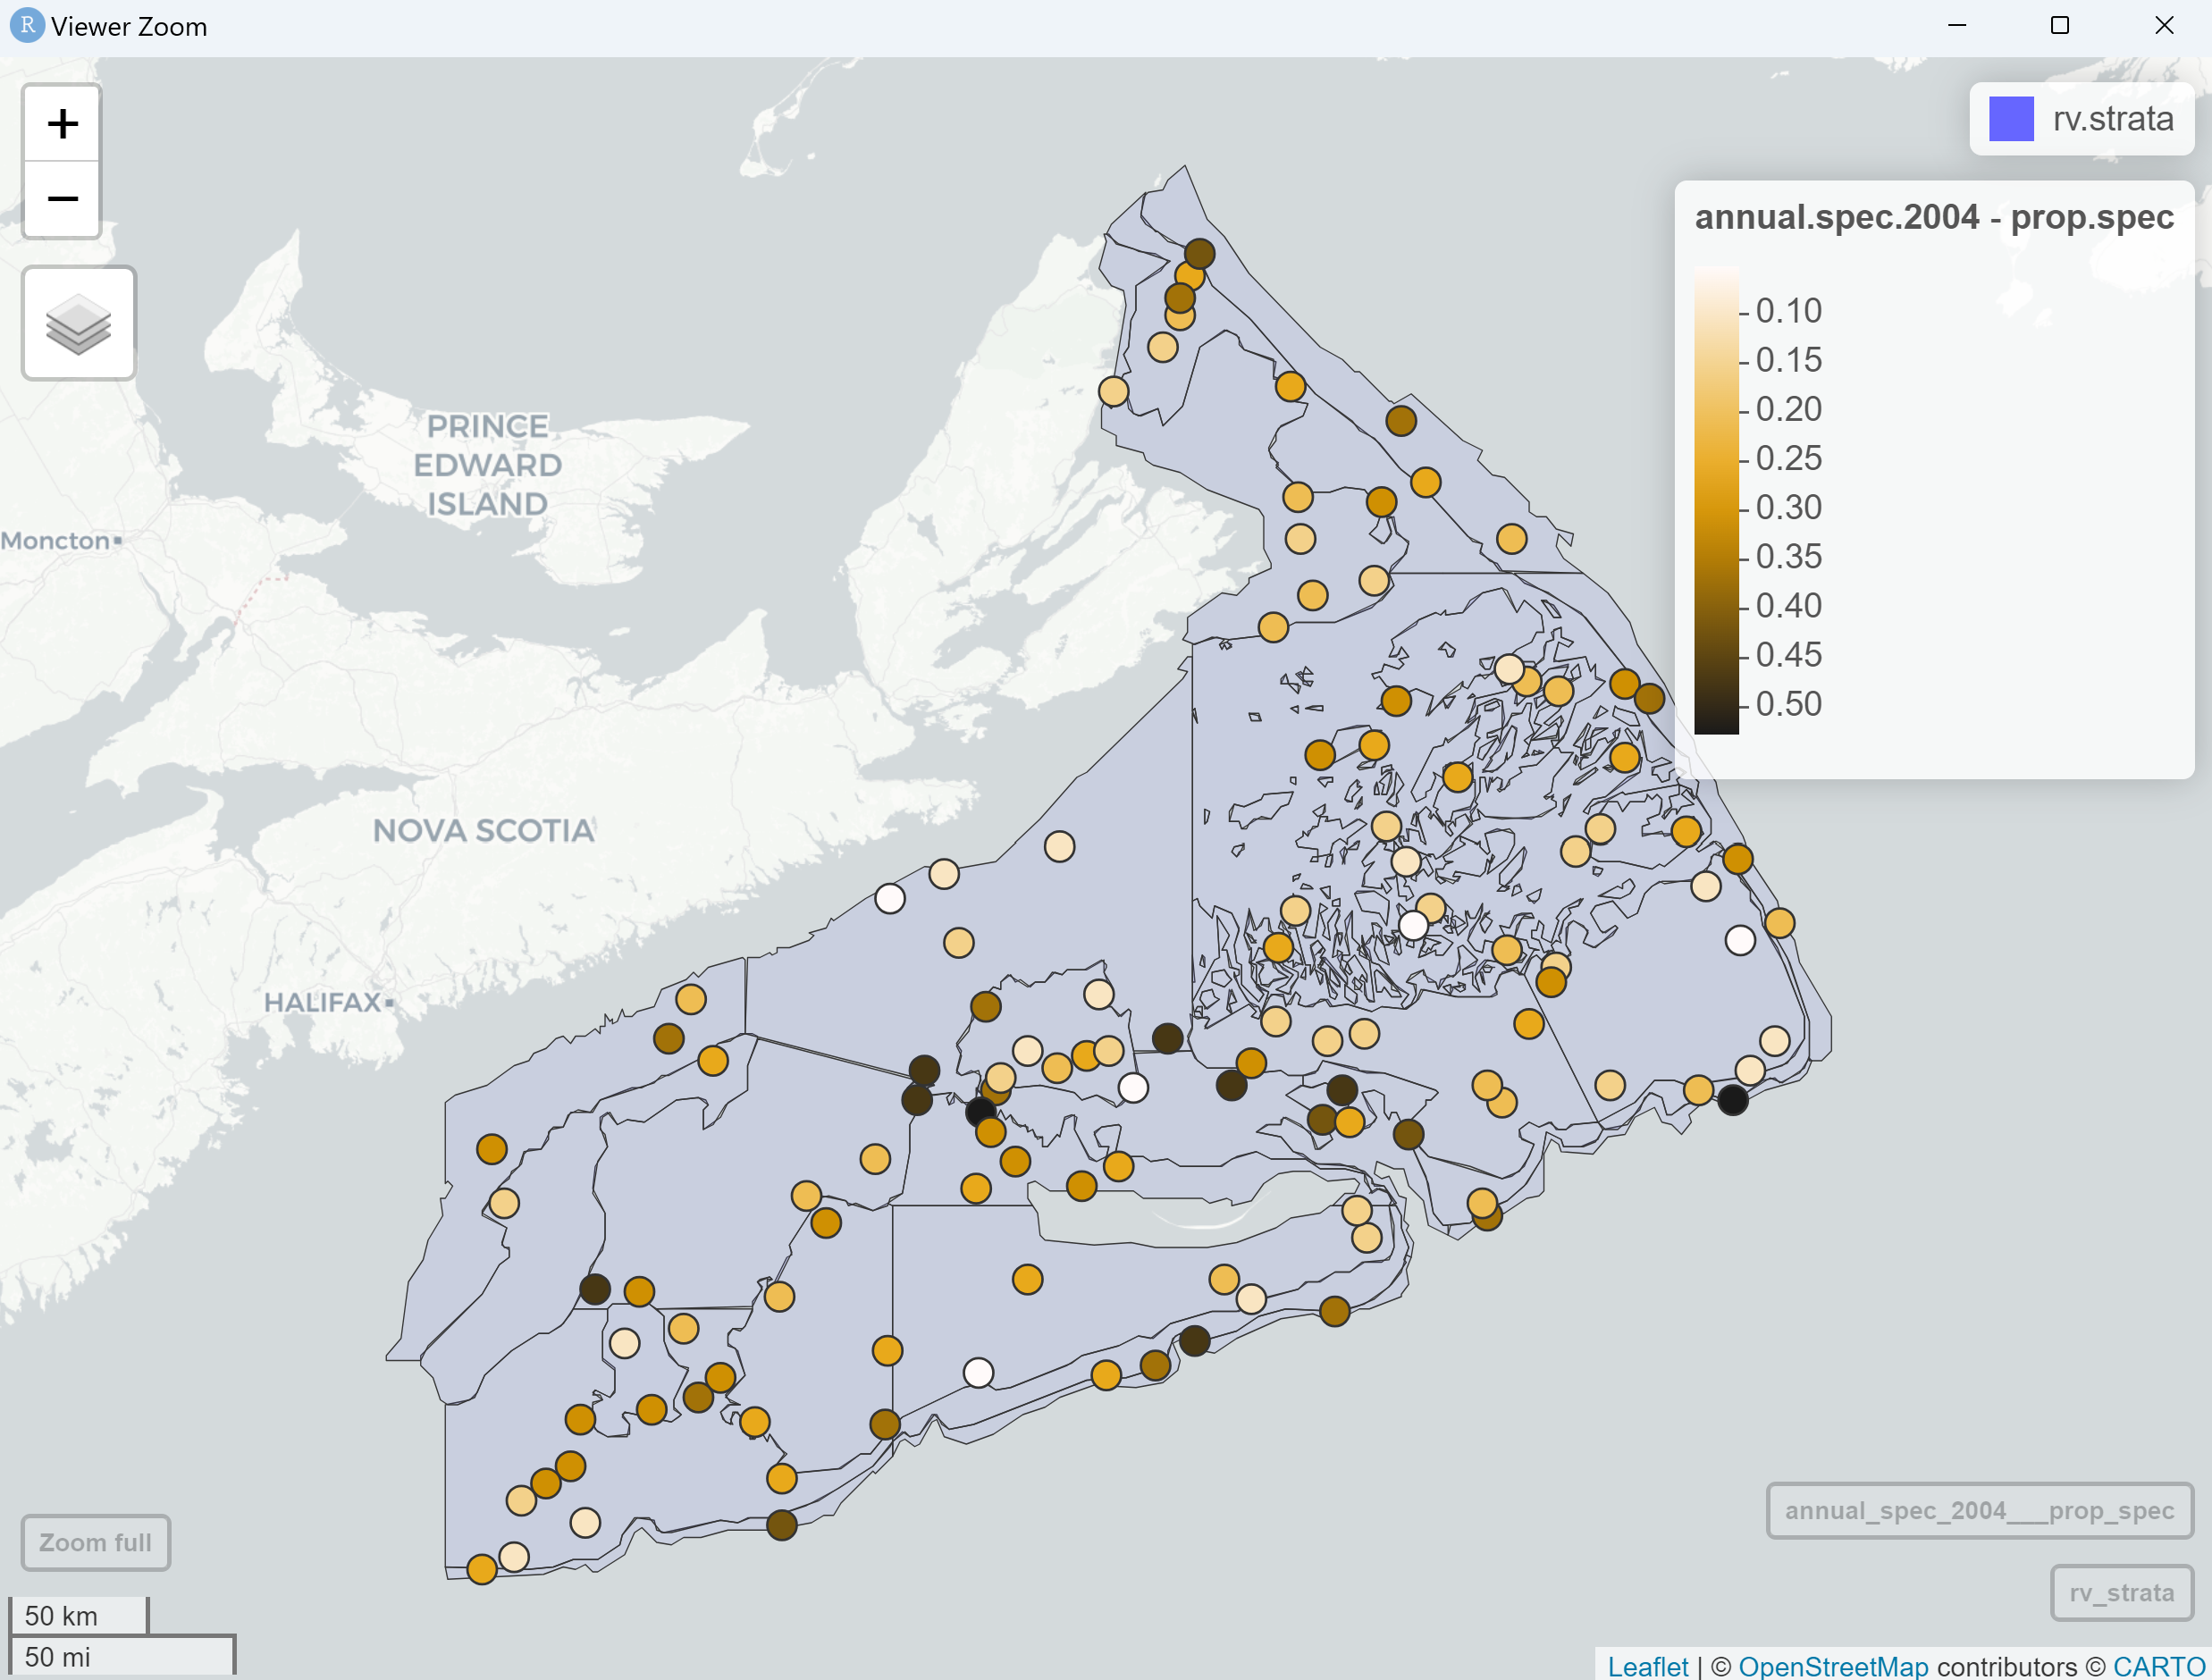 R Viewer Zoom
+
−
rv.strata
annual.spec.2004 - prop.spec
0.10
0.15
0.20
0.25
0.30
0.35
0.40
0.45
0.50
PRINCE
EDWARD
ISLAND
Moncton
NOVA SCOTIA
HALIFAX
annual_spec_2004___prop_spec
Zoom full
rv_strata
50 km
50 mi
Leaflet | © OpenStreetMap contributors © CARTO